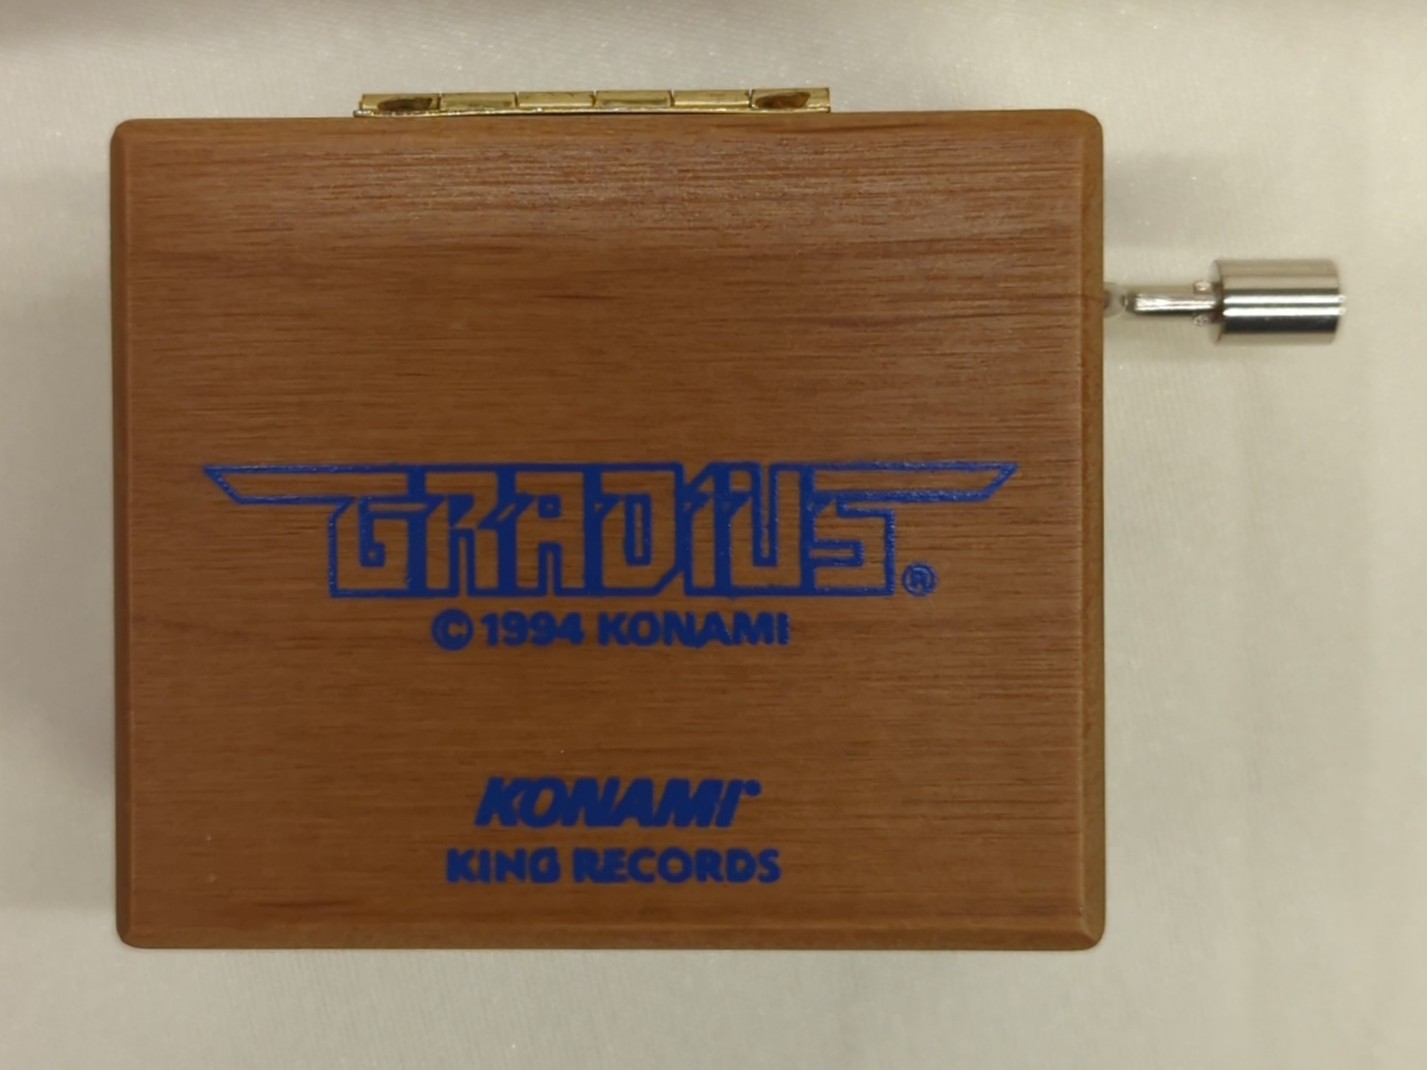 GRADIUS®
© 1994 KONAMI
KONAMI
KING RECORDS